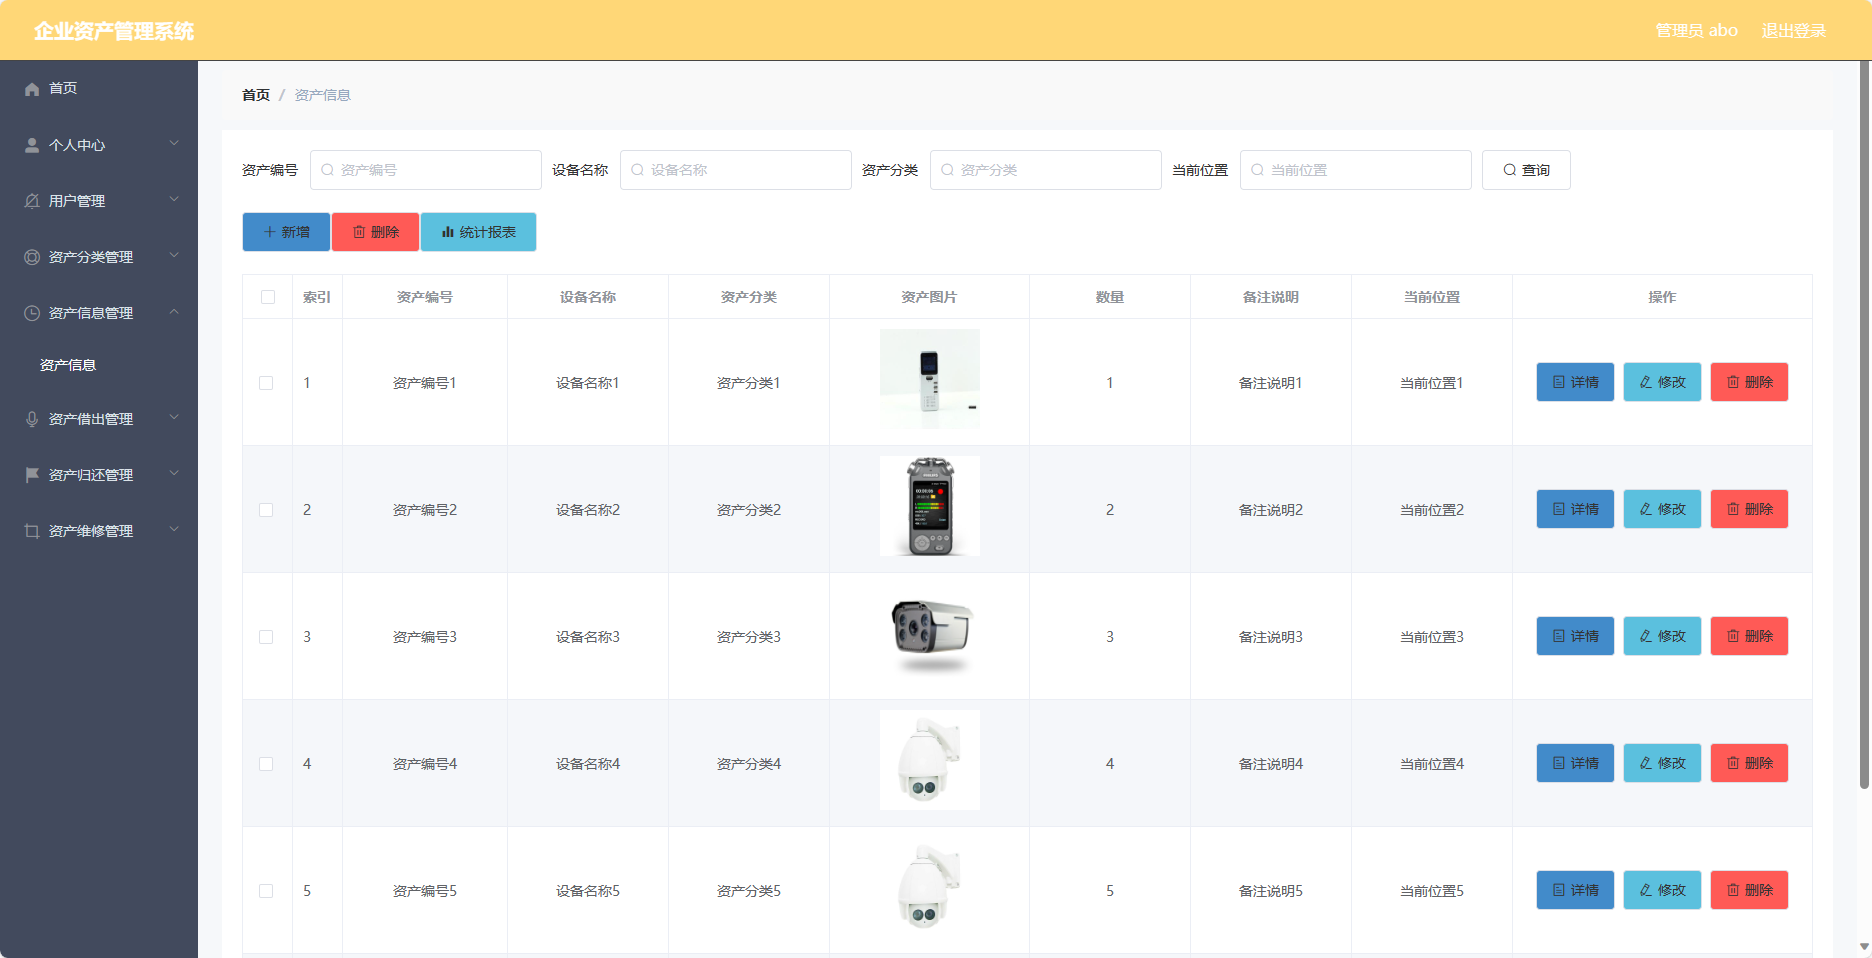 企业资产管理系统
管理员 abo 退出登录
首页
个人中心
用户管理
资产分类管理
资产信息管理
资产信息
资产借出管理
资产归还管理
资产维修管理
首页 / 资产信息
资产编号 资产编号 设备名称 设备名称 资产分类 资产分类 当前位置 当前位置 查询
新增 删除 统计报表
索引 资产编号 设备名称 资产分类 资产图片 数量 备注说明 当前位置 操作
1 资产编号1 设备名称1 资产分类1 1 备注说明1 当前位置1 详情 修改 删除
2 资产编号2 设备名称2 资产分类2 2 备注说明2 当前位置2 详情 修改 删除
3 资产编号3 设备名称3 资产分类3 3 备注说明3 当前位置3 详情 修改 删除
4 资产编号4 设备名称4 资产分类4 4 备注说明4 当前位置4 详情 修改 删除
5 资产编号5 设备名称5 资产分类5 5 备注说明5 当前位置5 详情 修改 删除